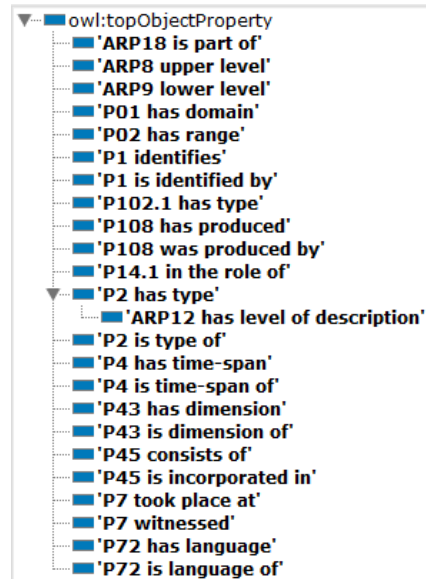 owl:topObjectProperty
'ARP18 is part of'
'ARP8 upper level'
'ARP9 lower level'
'P01 has domain'
'P02 has range'
'P1 identifies'
'P1 is identified by'
'P102.1 has type'
'P108 has produced'
'P108 was produced by'
'P14.1 in the role of'
'P2 has type'
'ARP12 has level of description'
'P2 is type of'
'P4 has time-span'
'P4 is time-span of'
'P43 has dimension'
'P43 is dimension of'
'P45 consists of'
'P45 is incorporated in'
'P7 took place at'
'P7 witnessed'
'P72 has language'
'P72 is language of'